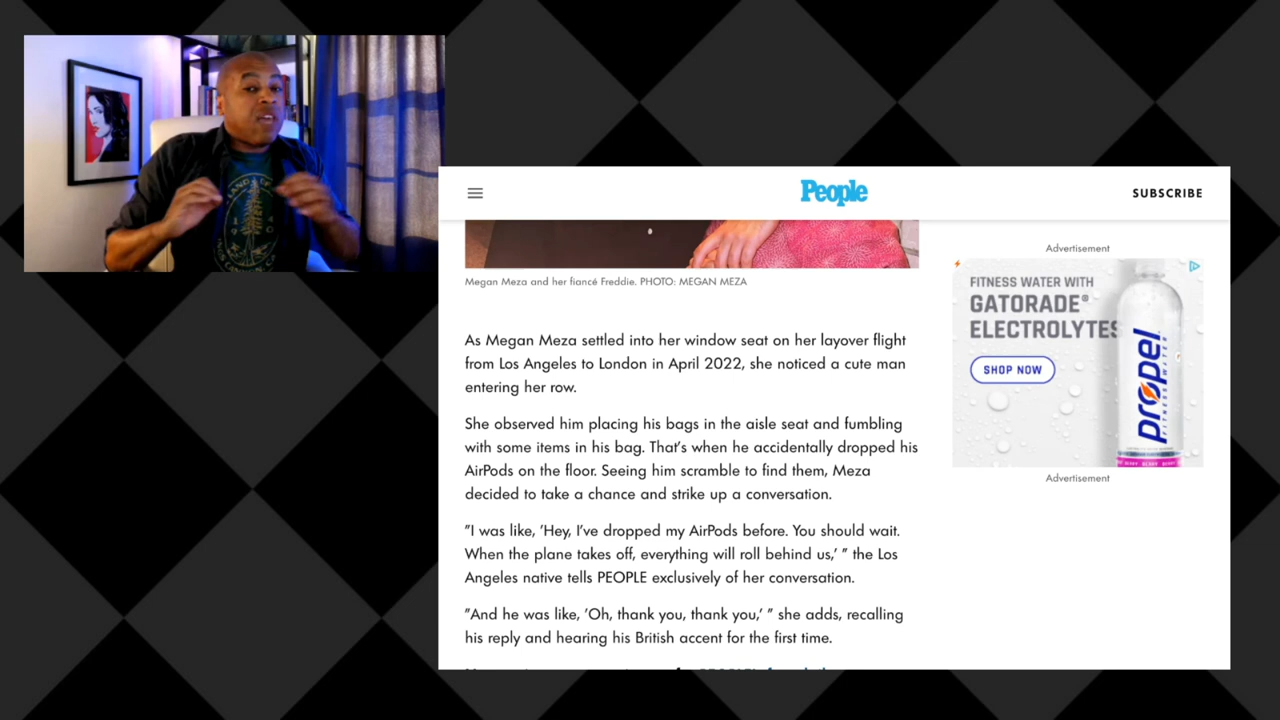 People
SUBSCRIBE
Megan Meza and her fiancé Freddie. PHOTO: MEGAN MEZA
As Megan Meza settled into her window seat on her layover flight
from Los Angeles to London in April 2022, she noticed a cute man
entering her row.
She observed him placing his bags in the aisle seat and fumbling
with some items in his bag. That's when he accidentally dropped his
AirPods on the floor. Seeing him scramble to find them, Meza
decided to take a chance and strike up a conversation.
"I was like, 'Hey, I've dropped my AirPods before. You should wait.
When the plane takes off, everything will roll behind us,' " the Los
Angeles native tells PEOPLE exclusively of her conversation.
"And he was like, 'Oh, thank you, thank you,' " she adds, recalling
his reply and hearing his British accent for the first time.
Advertisement
FITNESS WATER WITH
GATORADE®
ELECTROLYTES
SHOP NOW
propel
FITNESS WATER
Advertisement